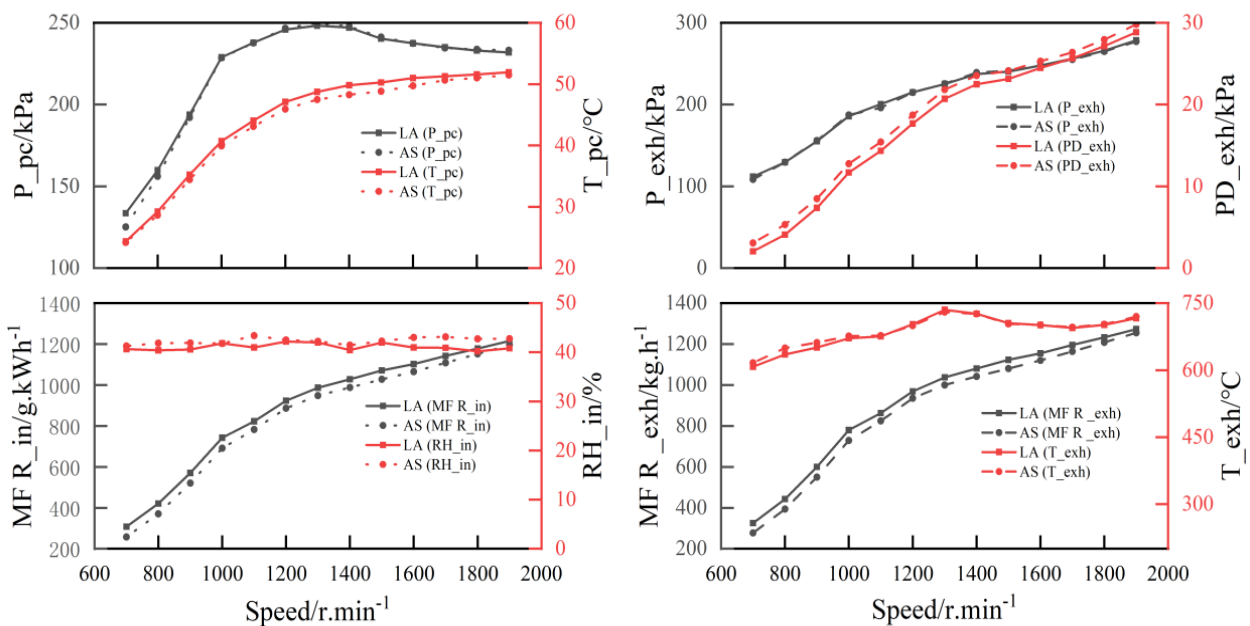 250
200
150
100
P_pc/kPa
60
50
40
30
20
T_pc/°C
LA (P_pc)
AS (P_pc)
LA (T_pc)
AS (T_pc)
300
200
100
0
P_exh/kPa
30
20
10
0
PD_exh/kPa
LA (P_exh)
AS (P_exh)
LA (PD_exh)
AS (PD_exh)
1400
1200
1000
800
600
400
200
MF R_in/g.kWh⁻¹
50
40
30
20
10
0
RH_in/%
LA (MF R_in)
AS (MF R_in)
LA (RH_in)
AS (RH_in)
600 800 1000 1200 1400 1600 1800 2000
Speed/r.min⁻¹
1400
1200
1000
800
600
400
200
MF R_exh/kg.h⁻¹
750
600
450
300
T_exh/°C
LA (MF R_exh)
AS (MF R_exh)
LA (T_exh)
AS (T_exh)
600 800 1000 1200 1400 1600 1800 2000
Speed/r.min⁻¹